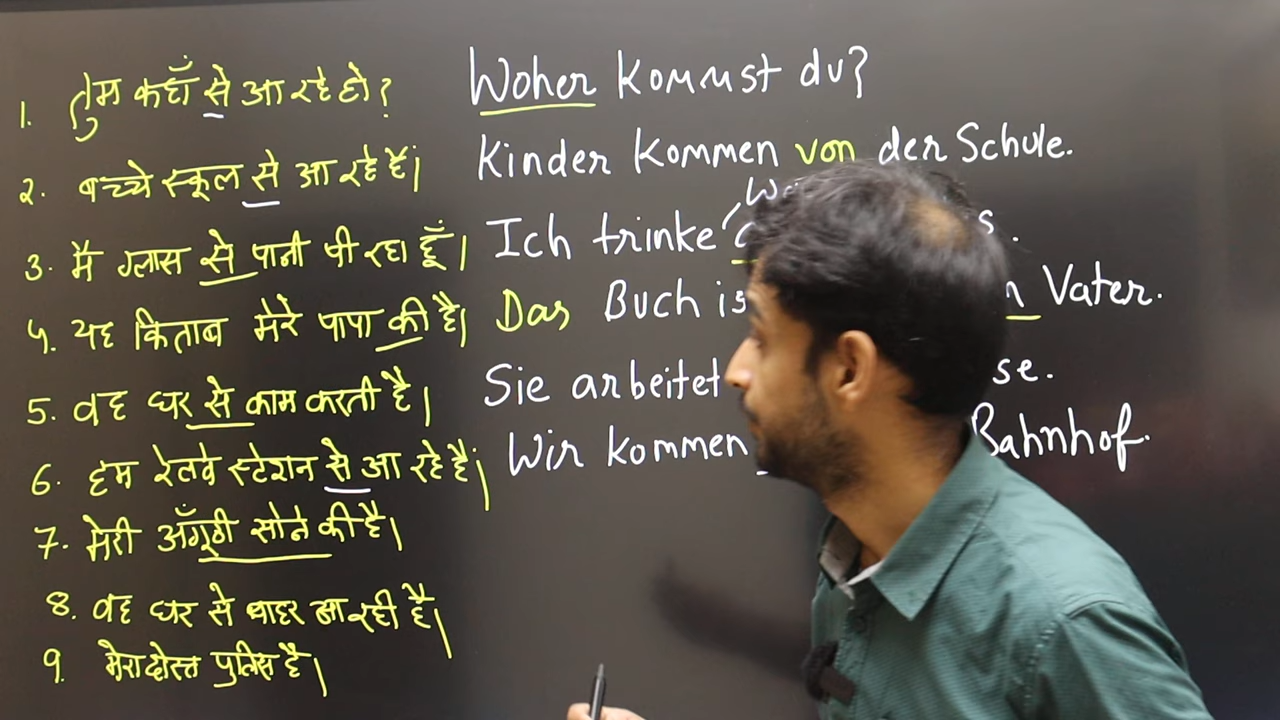 1. तुम कहाँ से आ रहे हो? Woher kommst du?
2. बच्चे स्कूल से आ रहे हैं। Kinder kommen von der Schule.
3. मैं ग्लास से पानी पी रहा हूँ। Ich trinke
4. यह किताब मेरे पापा की है। Das Buch Vater.
5. वह घर से काम करती है। Sie arbeitet
6. हम रेलवे स्टेशन से आ रहे हैं। Wir kommen Bahnhof.
7. मेरी अँगूठी सोने की है।
8. वह घर से बाहर आ रही है।
9. मेरा दोस्त पुलिस है।